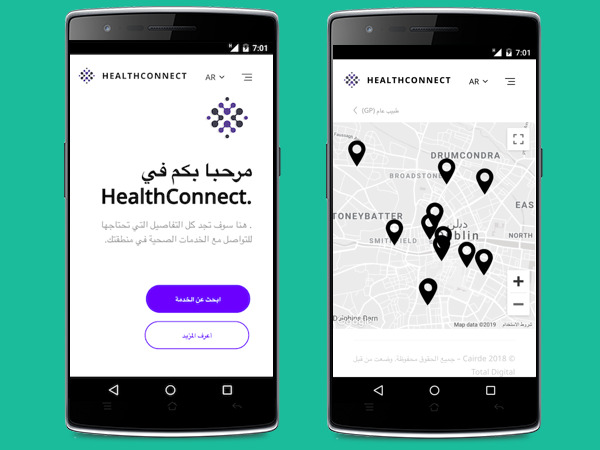 7:01
HEALTHCONNECT
AR
مرحبا بكم في
HealthConnect.
هنا سوف تجد كل التفاصيل التي تحتاجها .
للتواصل مع الخدمات الصحية في منطقتك.
ابحث عن الخدمة
اعرف المزيد
7:01
HEALTHCONNECT
AR
طبيب عام (GP)
DRUMCONDRA
BROADSTONE
TONEYBATTER
EAS
دبلن
SMITHFIELD
NORTH
Map data ©2019
شروط الاستخدام
© 2018 Cairde – جميع الحقوق محفوظة. وضعت من قبل
Total Digital